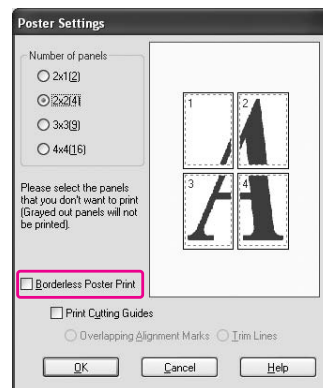 Poster Settings
Number of panels
2x1(2)
2x2(4)
3x3(9)
4x4(16)
Please select the panels
that you don't want to print
(Grayed out panels will not
be printed).
1 2
A
3 4
Borderless Poster Print
Print Cutting Guides
Overlapping Alignment Marks Trim Lines
OK Cancel Help